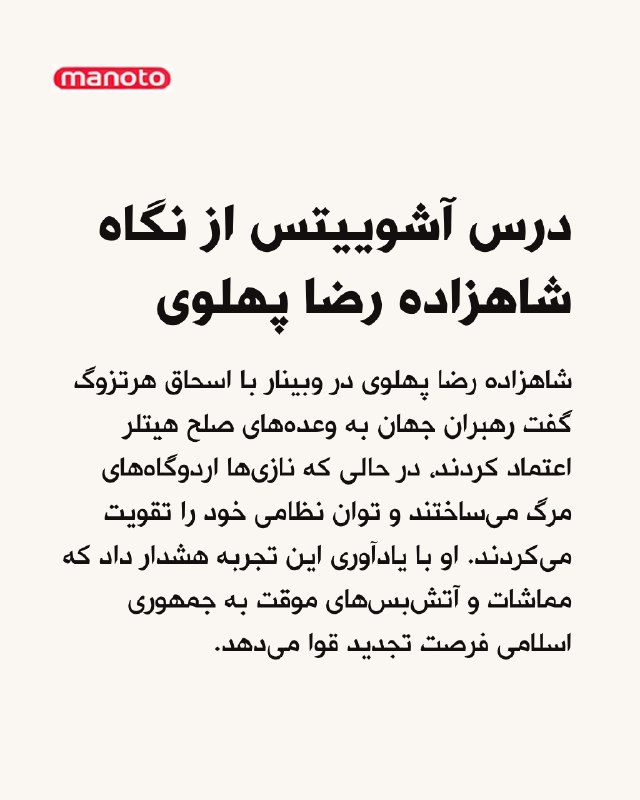 manoto
درس آشوییتس از نگاه
شاهزاده رضا پهلوی
شاهزاده رضا پهلوی در وبینار با اسحاق هرتزوگ
گفت رهبران جهان به وعده‌های صلح هیتلر
اعتماد کردند، در حالی که نازی‌ها اردوگاه‌های
مرگ می‌ساختند و توان نظامی خود را تقویت
می‌کردند. او با یادآوری این تجربه هشدار داد که
مماشات و آتش‌بس‌های موقت به جمهوری
اسلامی فرصت تجدید قوا می‌دهد.